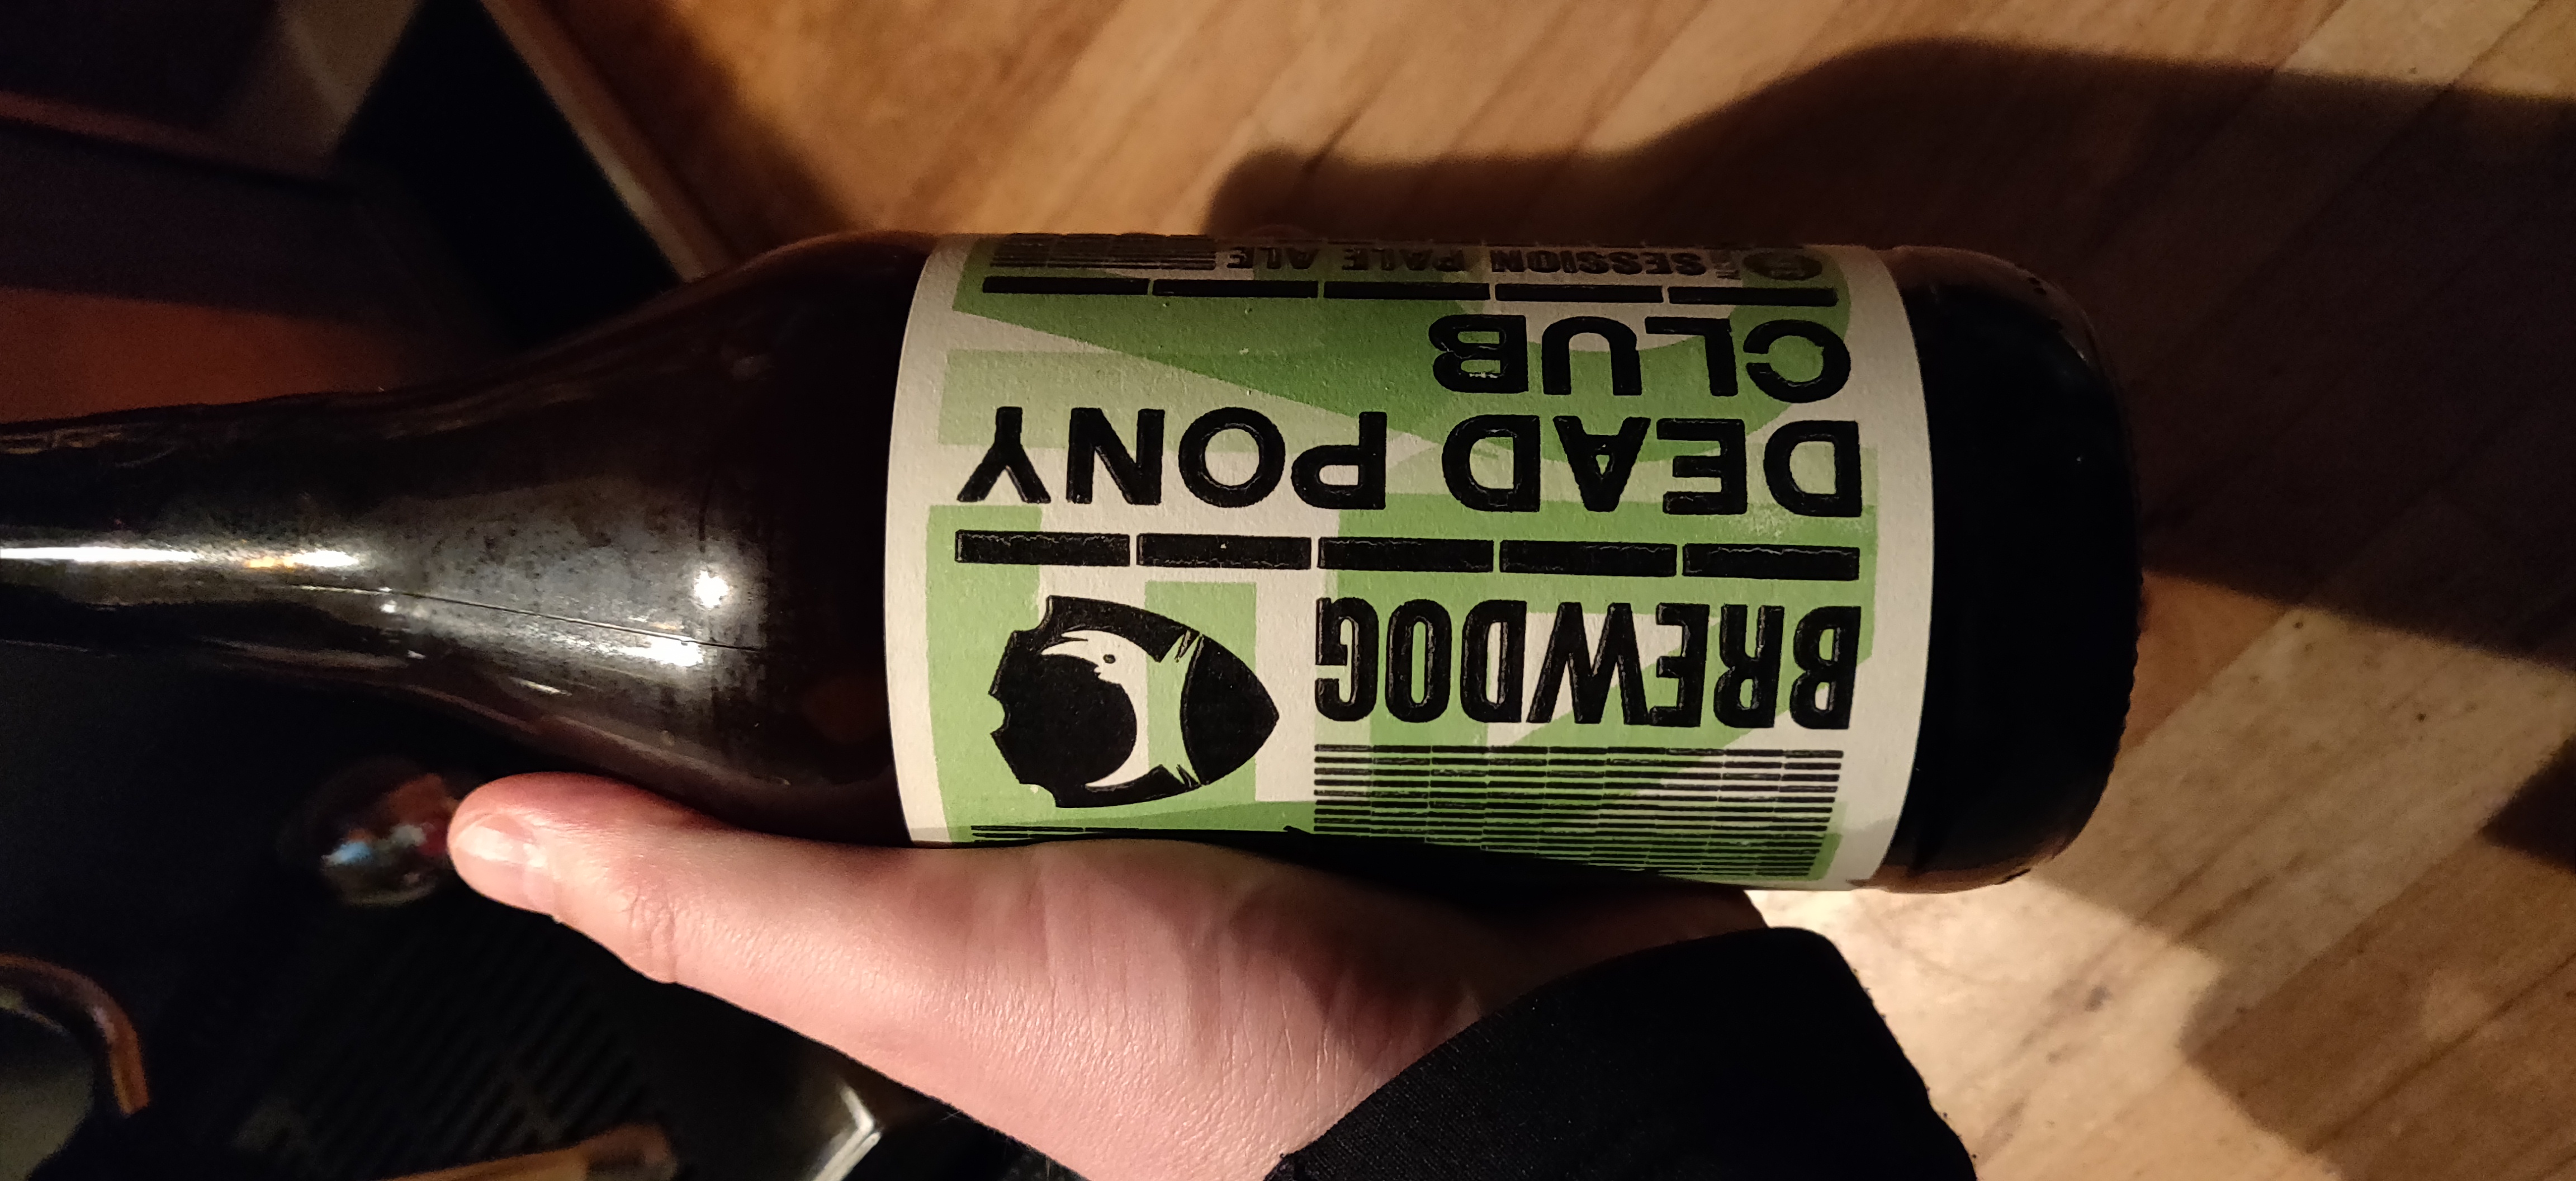 BREWDOG
DEAD PONY
CLUB
SESSION PALE ALE